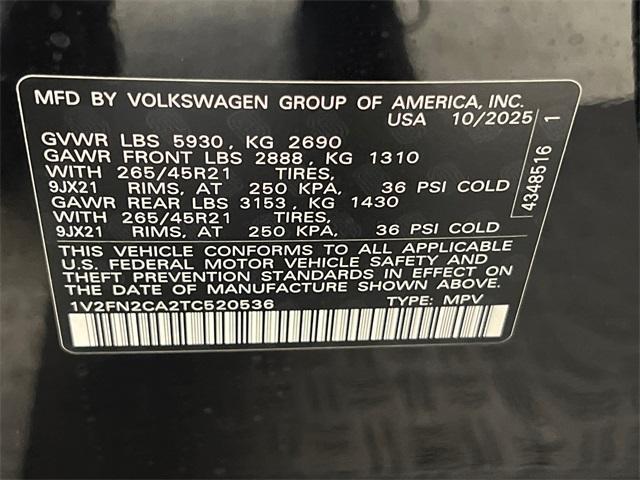 MFD BY VOLKSWAGEN GROUP OF AMERICA, INC.
USA 10/2025
GVWR LBS 5930, KG 2690
GAWR FRONT LBS 2888, KG 1310
WITH 265/45R21 TIRES,
9JX21 RIMS, AT 250 KPA, 36 PSI COLD
GAWR REAR LBS 3153, KG 1430
WITH 265/45R21 TIRES,
9JX21 RIMS, AT 250 KPA, 36 PSI COLD
THIS VEHICLE CONFORMS TO ALL APPLICABLE
U.S. FEDERAL MOTOR VEHICLE SAFETY AND
THEFT PREVENTION STANDARDS IN EFFECT ON
THE DATE OF MANUFACTURE SHOWN ABOVE.
1V2FN2CA2TC520536 TYPE: MPV
4348516 1